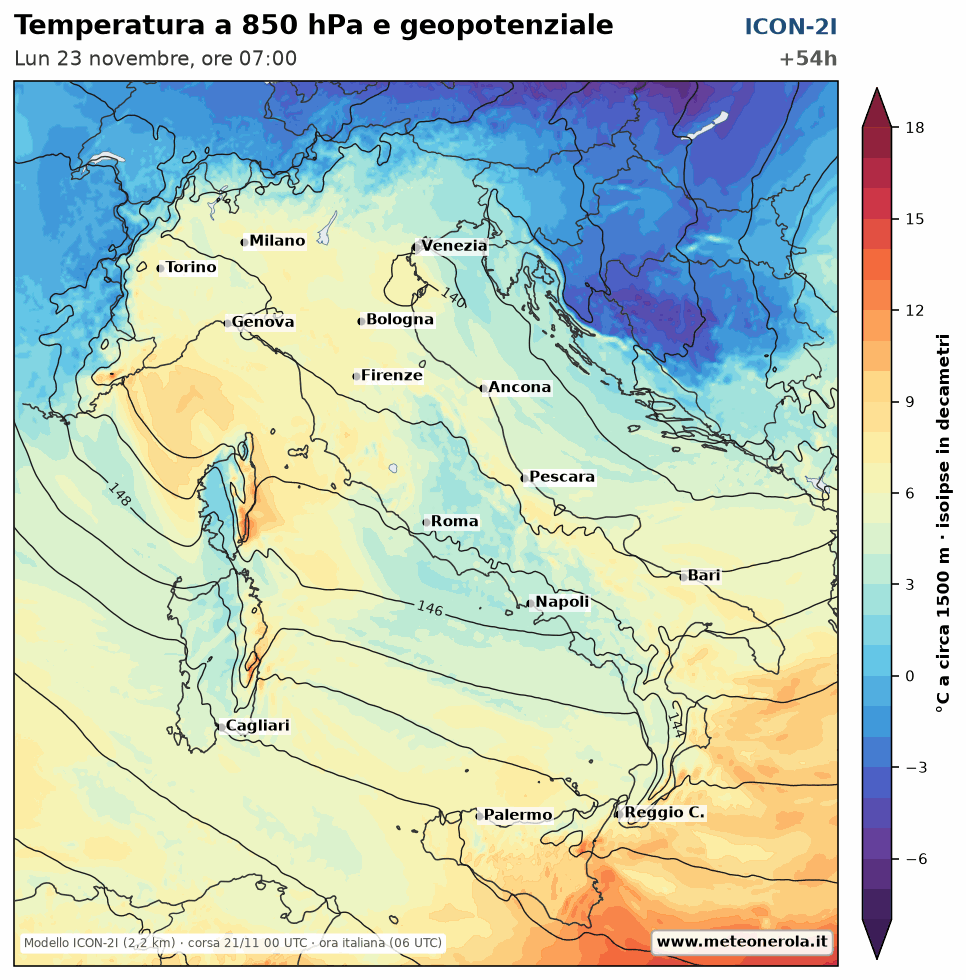 Temperatura a 850 hPa e geopotenziale
ICON-2I
Lun 23 novembre, ore 07:00
+54h
18
15
12
9
6
3
0
−3
−6
°C a circa 1500 m · isoipse in decametri
Milano
Venezia
Torino
140
Genova
Bologna
Firenze
Ancona
Pescara
148
Roma
Bari
Napoli
146
Cagliari
144
Palermo
Reggio C.
Modello ICON-2I (2,2 km) · corsa 21/11 00 UTC · ora italiana (06 UTC)
www.meteonerola.it